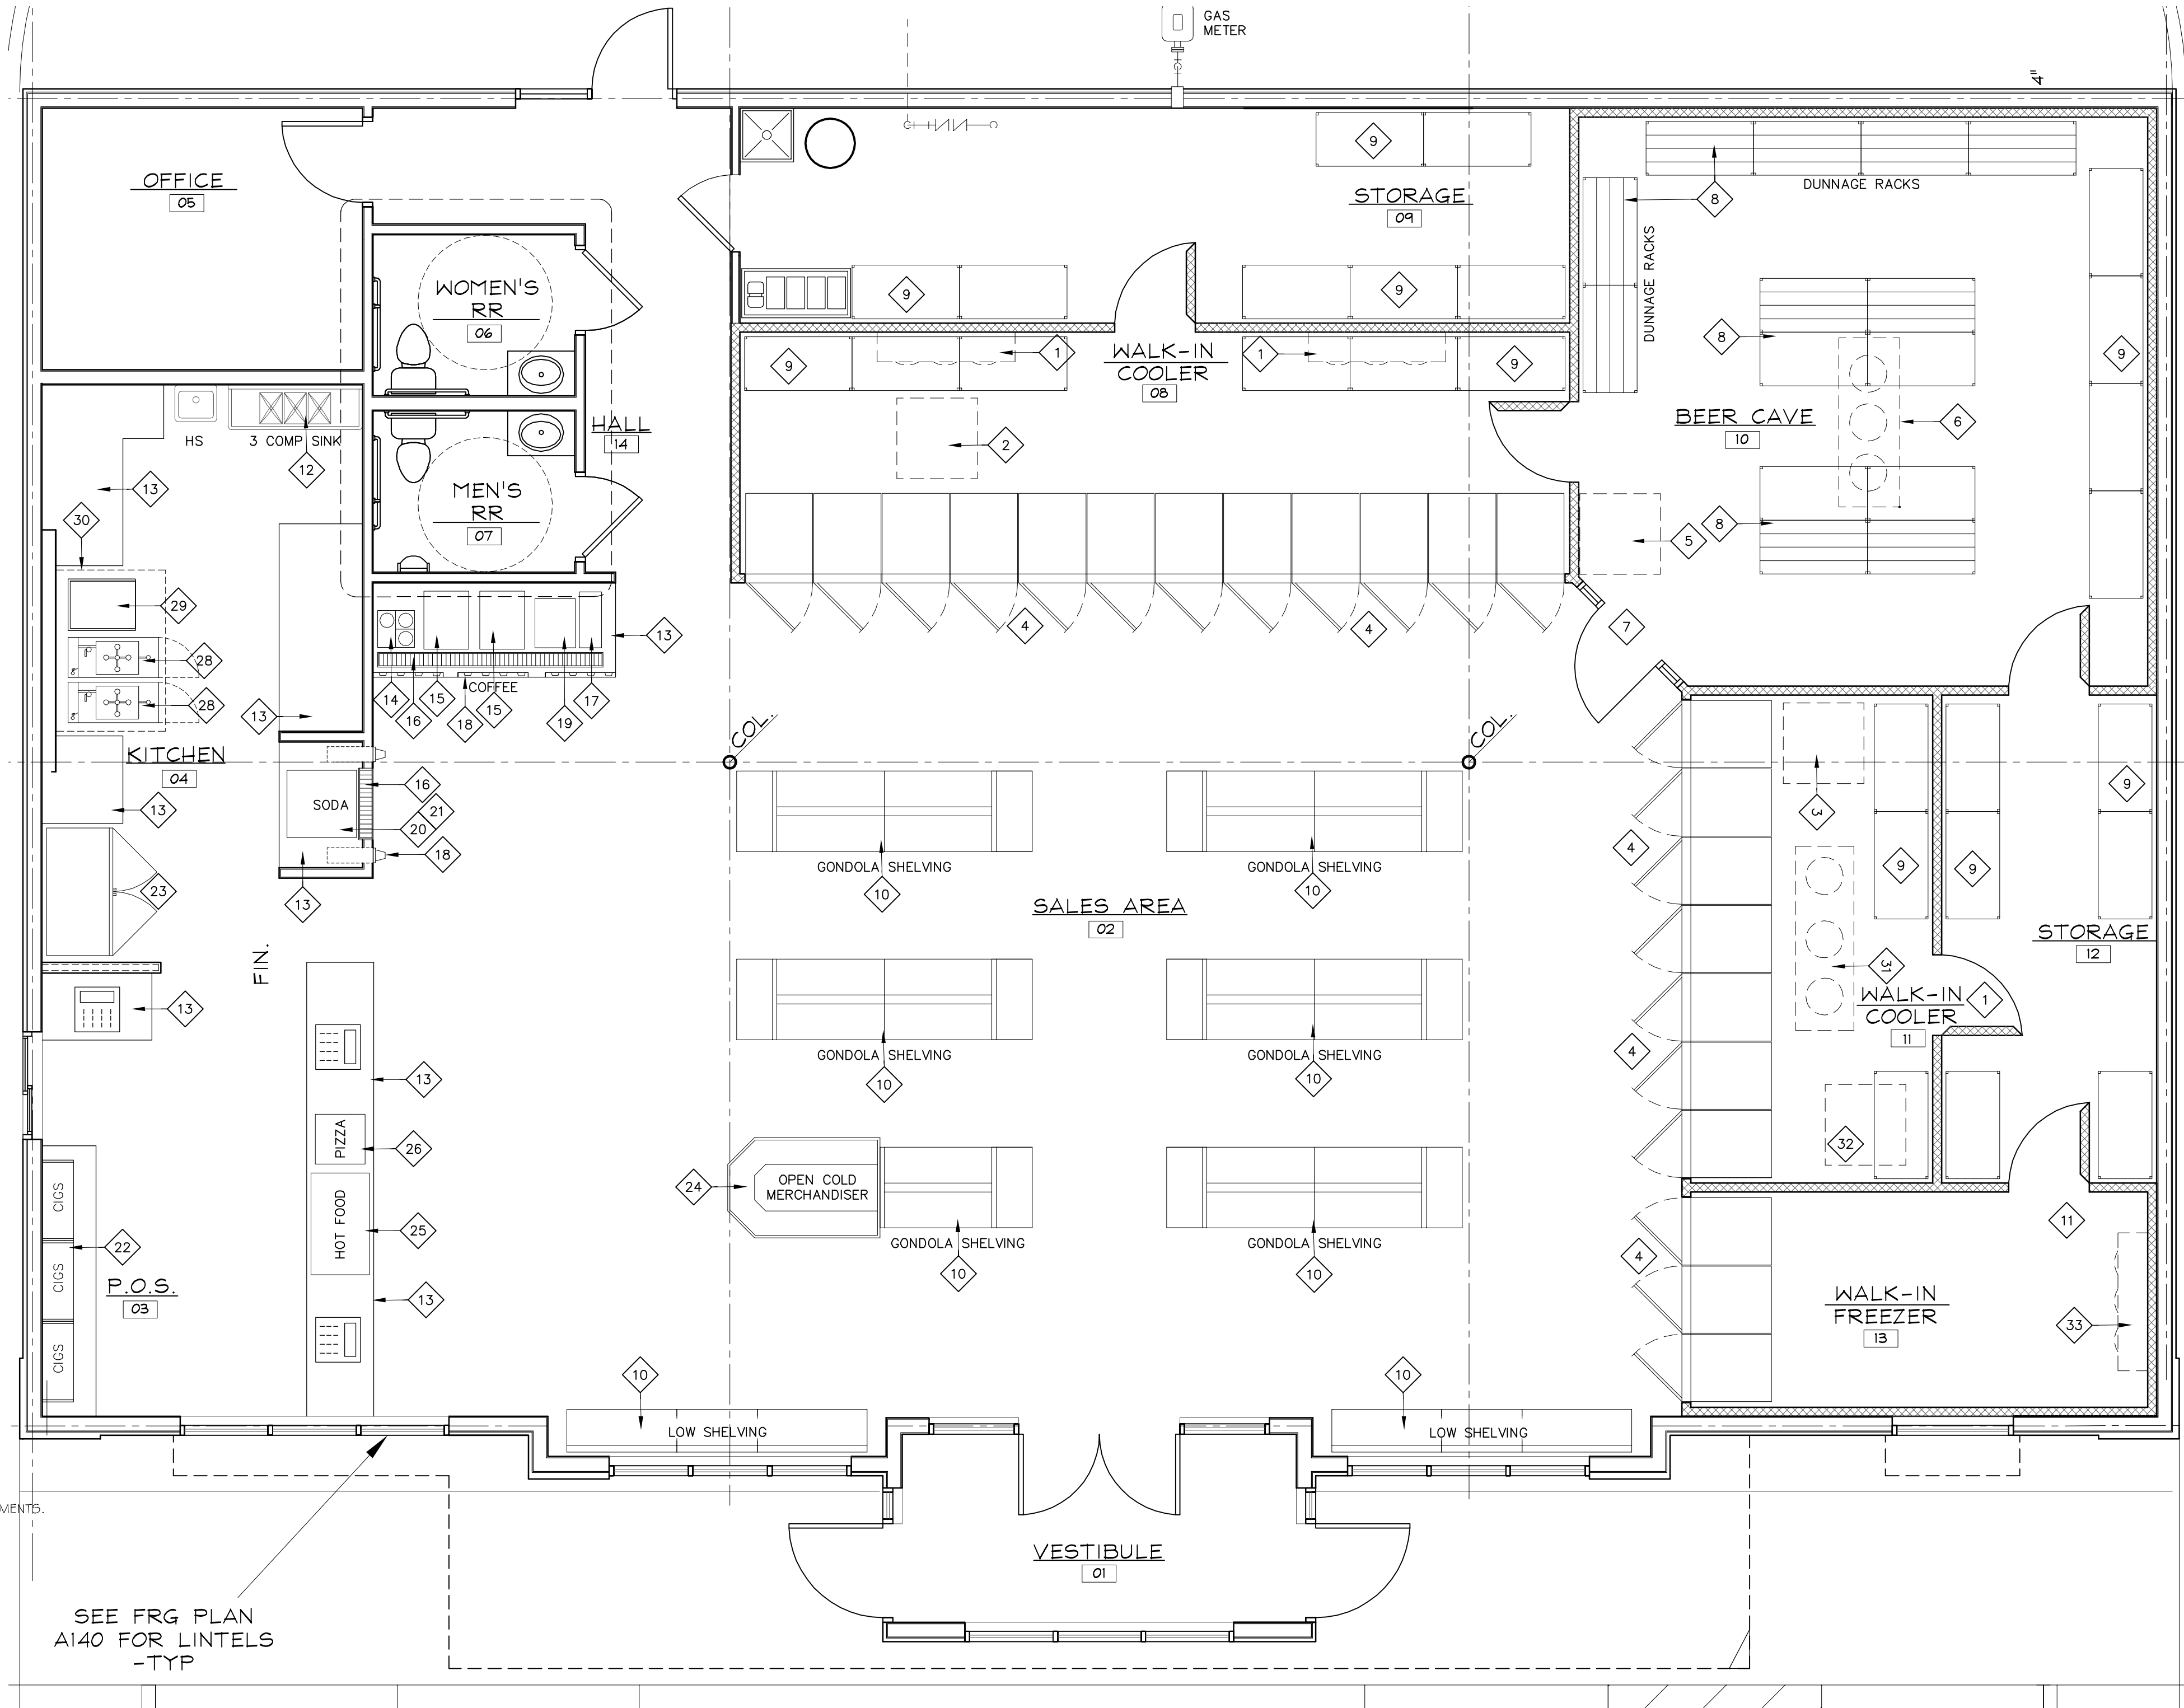 GAS
METER
4"
OFFICE
05
9
STORAGE
09
8
DUNNAGE RACKS
DUNNAGE RACKS
WOMEN'S
RR
06
9
9
8
9
9
1
WALK-IN
COOLER
08
1
9
HS
3 COMP SINK
12
HALL
14
2
BEER CAVE
10
6
13
30
MEN'S
RR
07
5
8
29
28
28
13
4
4
7
13
COFFEE
14
16
15
18
15
19
17
COL.
COL.
KITCHEN
04
13
SODA
16
21
20
18
13
23
GONDOLA SHELVING
10
GONDOLA SHELVING
10
SALES AREA
02
3
4
9
9
9
STORAGE
12
FIN.
13
31
WALK-IN
COOLER
11
1
GONDOLA SHELVING
10
GONDOLA SHELVING
10
4
13
PIZZA
26
32
CIGS
CIGS
CIGS
22
HOT FOOD
25
24
OPEN COLD
MERCHANDISER
GONDOLA SHELVING
10
GONDOLA SHELVING
10
4
11
P.O.S.
03
13
WALK-IN
FREEZER
13
33
10
LOW SHELVING
10
LOW SHELVING
MENTS.
VESTIBULE
01
SEE FRG PLAN
A140 FOR LINTELS
-TYP